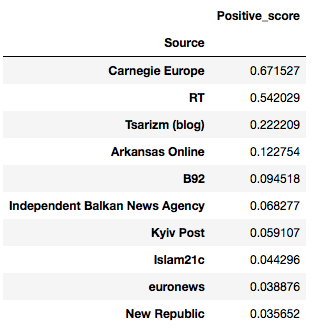 Positive_score
Source
Carnegie Europe 0.671527
RT 0.542029
Tsarizm (blog) 0.222209
Arkansas Online 0.122754
B92 0.094518
Independent Balkan News Agency 0.068277
Kyiv Post 0.059107
Islam21c 0.044296
euronews 0.038876
New Republic 0.035652